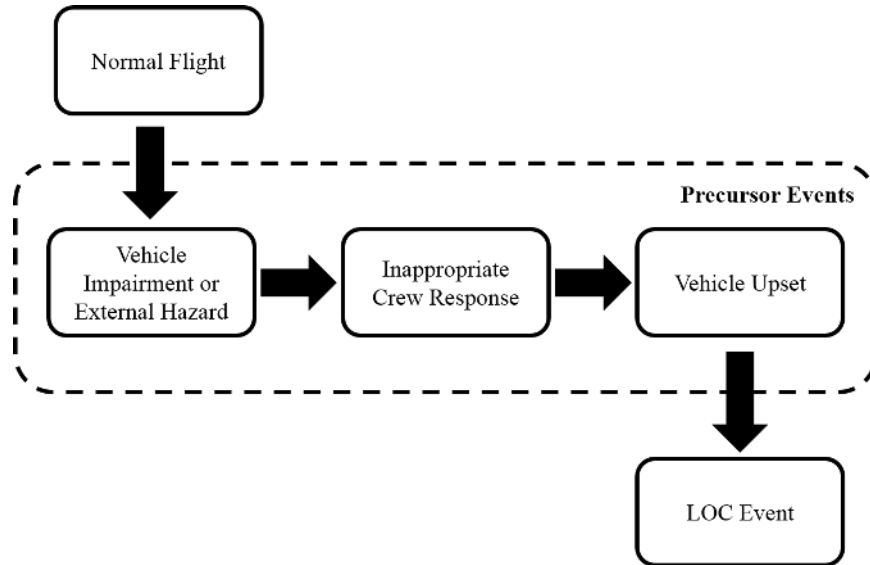 Normal Flight
Precursor Events
Vehicle
Impairment or
External Hazard
Inappropriate
Crew Response
Vehicle Upset
LOC Event